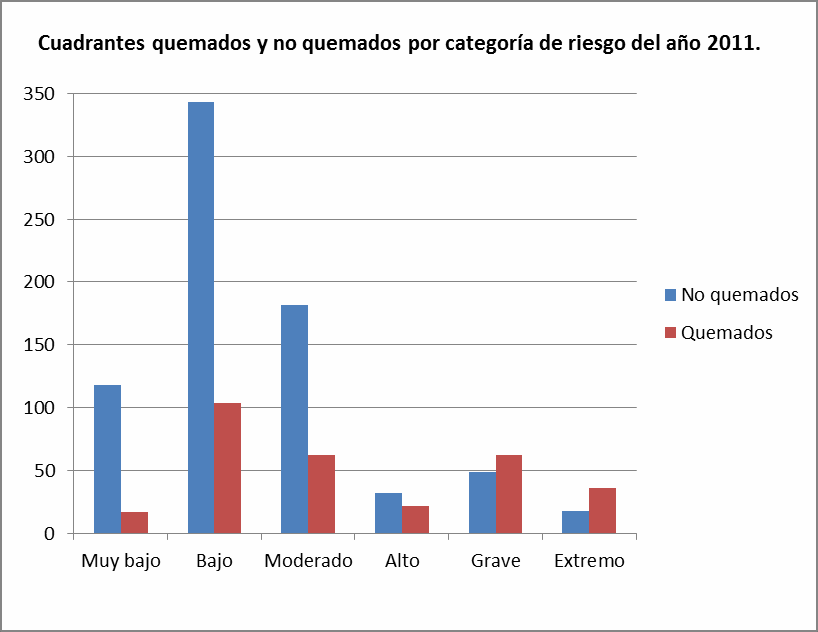 Cuadrantes quemados y no quemados por categoría de riesgo del año 2011.
350
300
250
200
150
100
50
0
Muy bajo Bajo Moderado Alto Grave Extremo
No quemados
Quemados